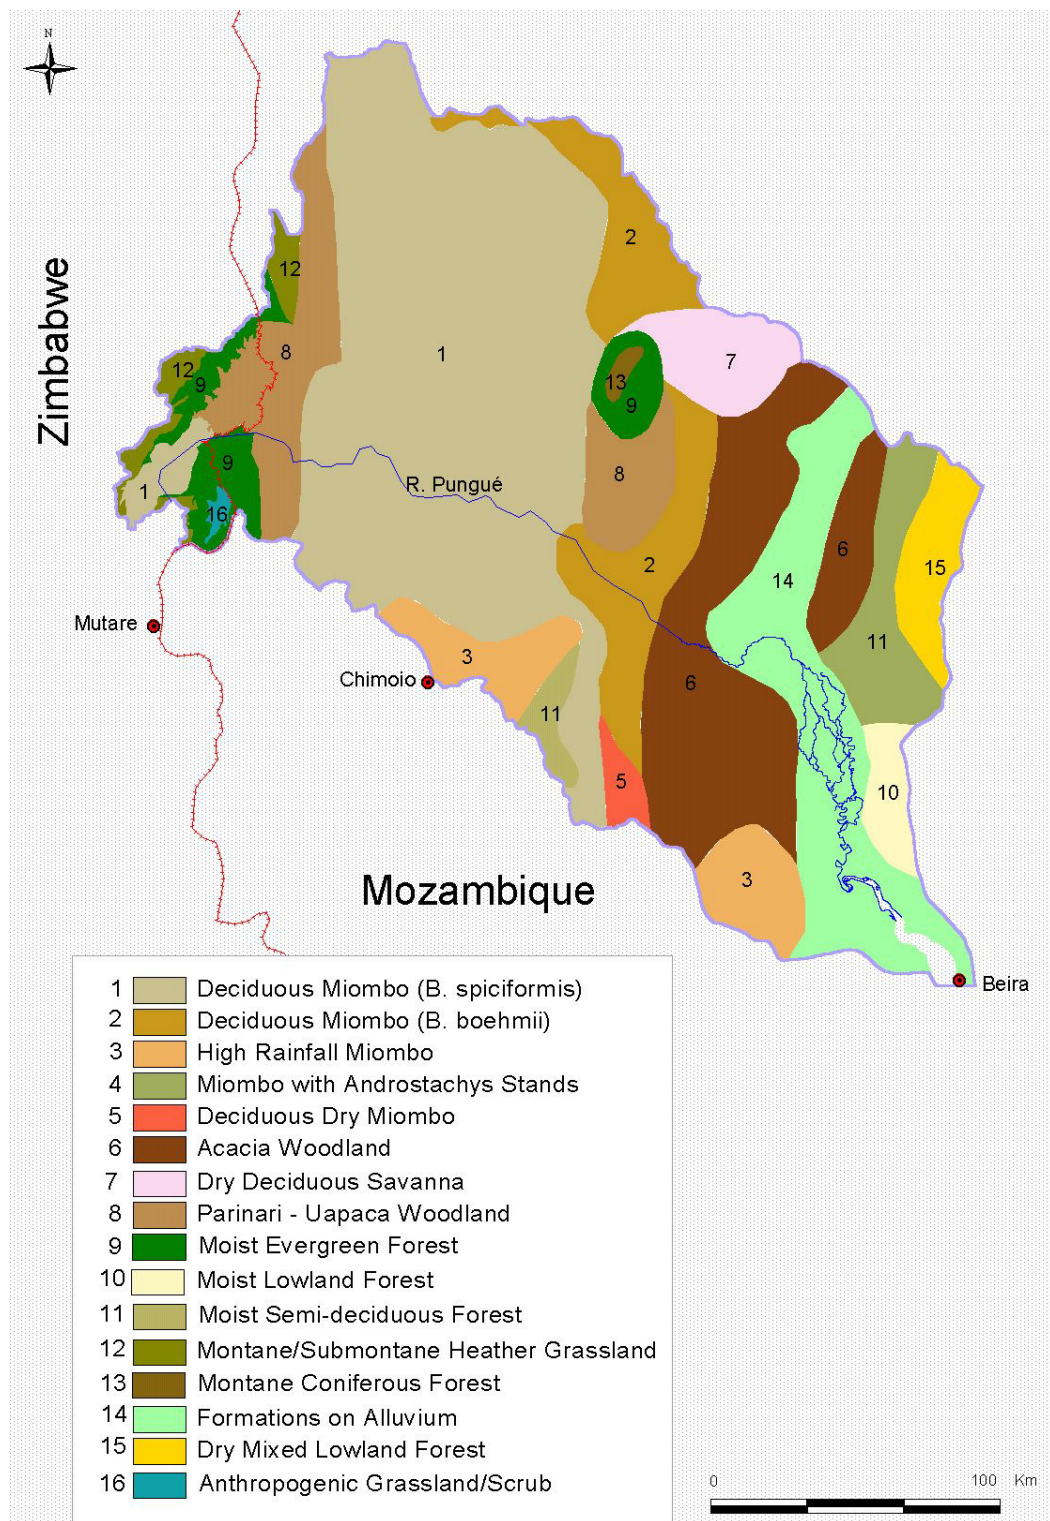 N
Zimbabwe
2
12
8
1
7
12
9
13
9
8
9
R. Pungué
1
16
6
15
2
14
Mutare
11
3
Chimoio
6
11
5
10
3
Mozambique
Beira
1 Deciduous Miombo (B. spiciformis)
2 Deciduous Miombo (B. boehmii)
3 High Rainfall Miombo
4 Miombo with Androstachys Stands
5 Deciduous Dry Miombo
6 Acacia Woodland
7 Dry Deciduous Savanna
8 Parinari - Uapaca Woodland
9 Moist Evergreen Forest
10 Moist Lowland Forest
11 Moist Semi-deciduous Forest
12 Montane/Submontane Heather Grassland
13 Montane Coniferous Forest
14 Formations on Alluvium
15 Dry Mixed Lowland Forest
16 Anthropogenic Grassland/Scrub
0 100 Km